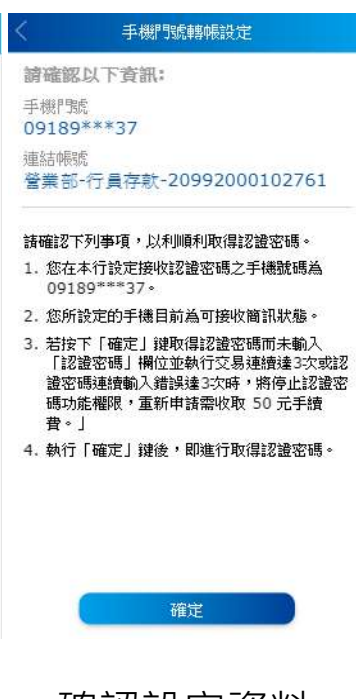 手機門號轉帳設定
請確認以下資訊:
手機門號
09189***37
連結帳號
營業部-行員存款-20992000102761
請確認下列事項，以利順利取得認證密碼。
1. 您在本行設定接收認證密碼之手機號碼為
09189***37。
2. 您所設定的手機目前為可接收簡訊狀態。
3. 若按下「確定」鍵取得認證密碼而未輸入
「認證密碼」欄位並執行交易連續達3次或認
證密碼連續輸入錯誤達3次時，將停止認證密
碼功能權限，重新申請需收取 50 元手續
費。」
4. 執行「確定」鍵後，即進行取得認證密碼。
確定
確認設定資料